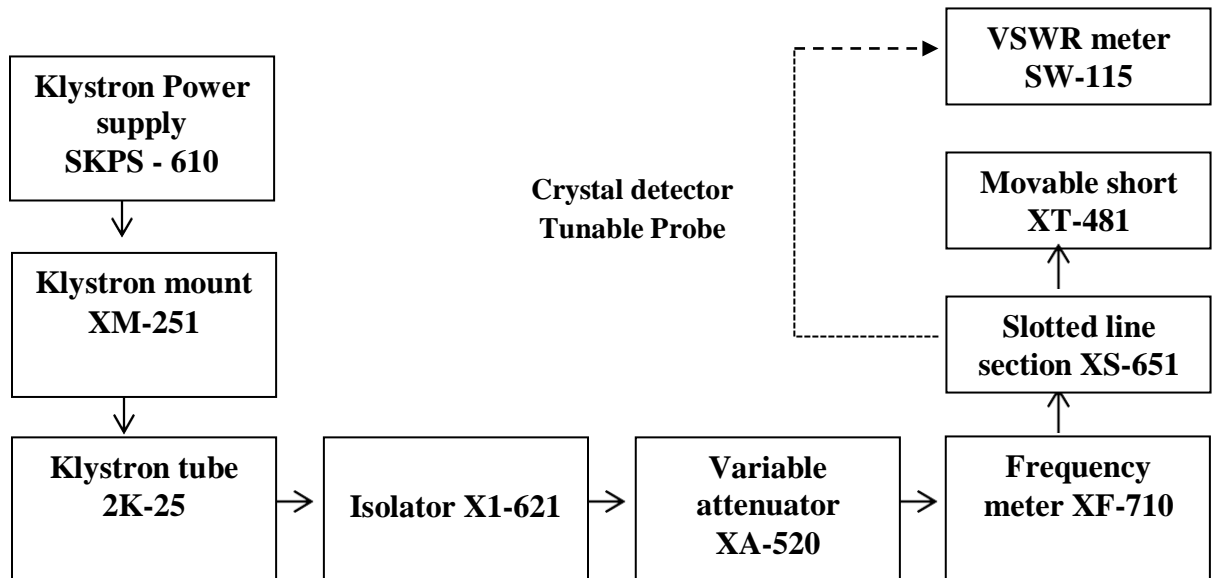 Klystron Power
supply
SKPS - 610
Klystron mount
XM-251
Klystron tube
2K-25
Isolator X1-621
Variable
attenuator
XA-520
Frequency
meter XF-710
Slotted line
section XS-651
Movable short
XT-481
VSWR meter
SW-115
Crystal detector
Tunable Probe